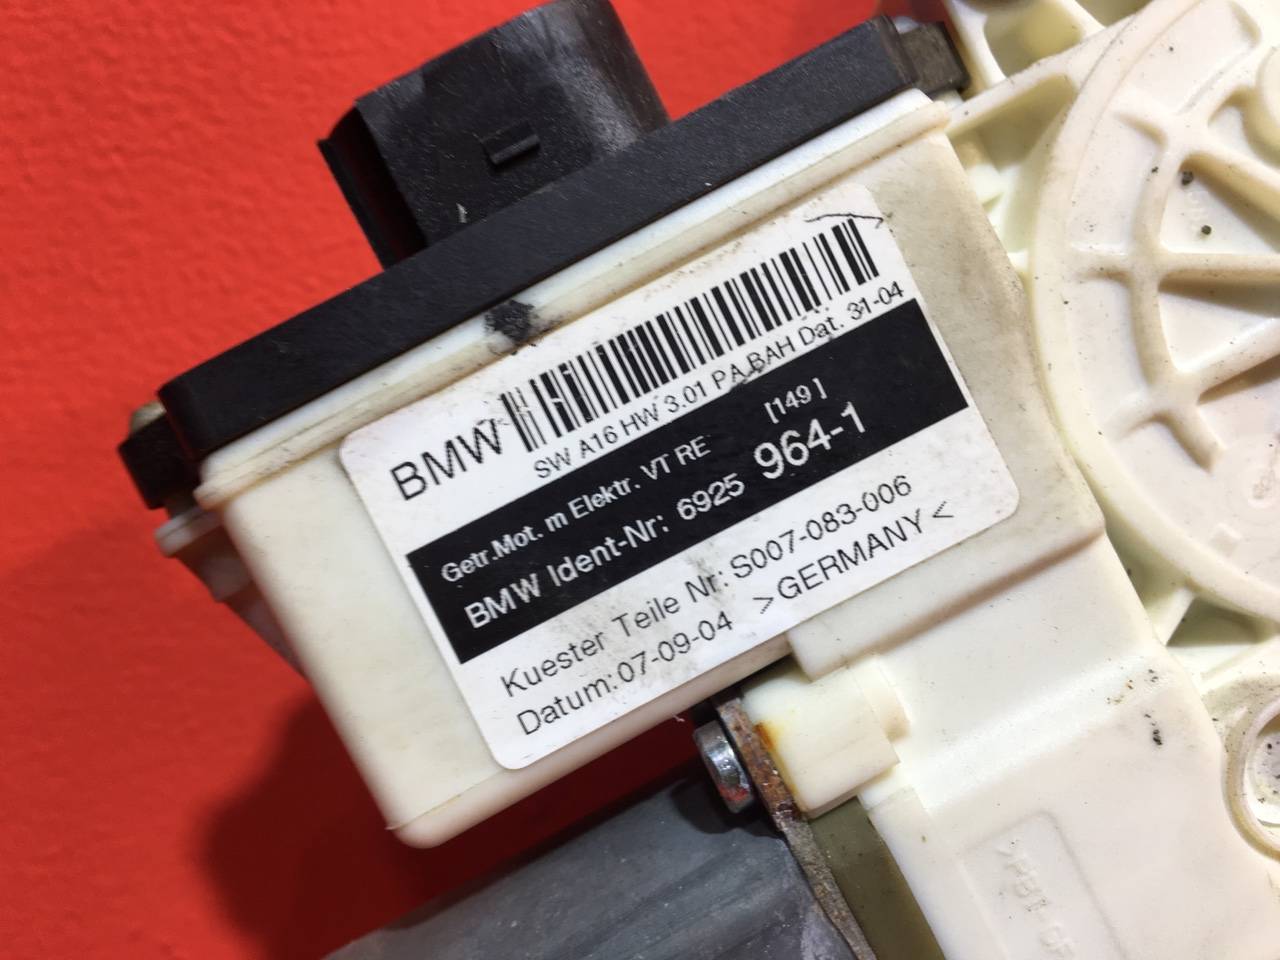 BMW
SW A16 HW 3.01 PA BAH Dat. 31-04
Getr.Mot. m Elektr. VT RE [149]
BMW Ident-Nr: 6925 964-1
Kuester Teile Nr: S007-083-006
Datum:07-09-04 >GERMANY<